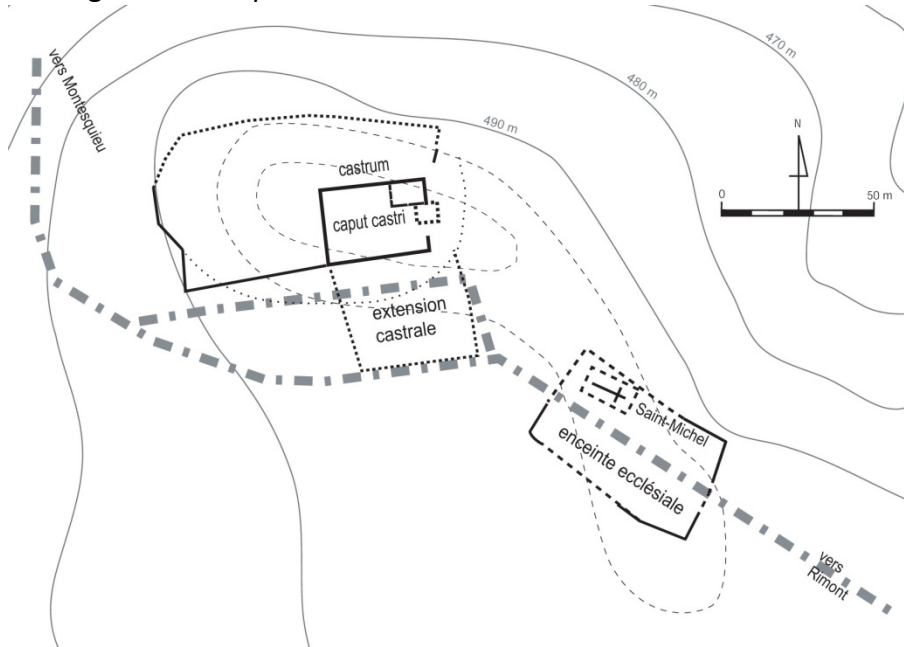 vers Montesquieu
470 m
480 m
490 m
N
0
50 m
castrum
caput castri
extension
castrale
Saint-Michel
enceinte ecclésiale
vers
Rimont